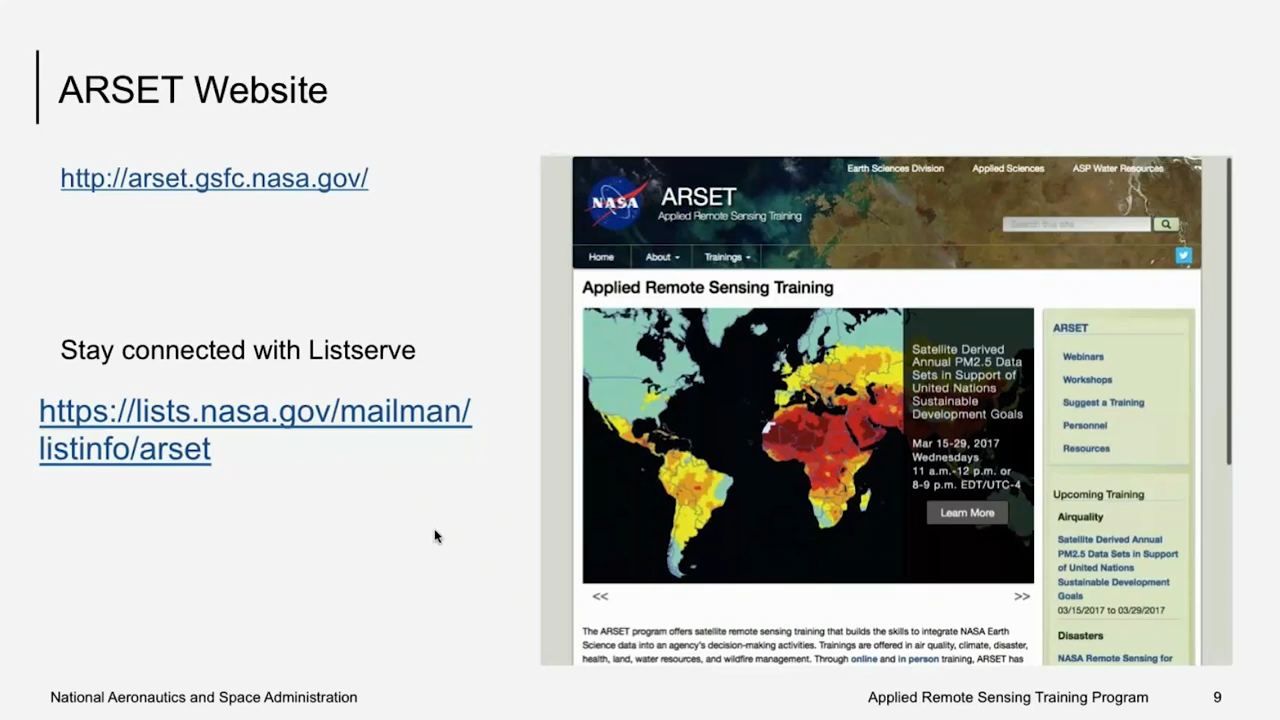 ARSET Website
http://arset.gsfc.nasa.gov/
Stay connected with Listserve
https://lists.nasa.gov/mailman/
listinfo/arset
Earth Sciences Division
Applied Sciences
ASP Water Resources
NASA
ARSET
Applied Remote Sensing Training
Search this site
Home
About
Trainings
Applied Remote Sensing Training
Satellite Derived
Annual PM2.5 Data
Sets in Support of
United Nations
Sustainable
Development Goals
Mar 15-29, 2017
Wednesdays
11 a.m.-12 p.m. or
8-9 p.m. EDT/UTC-4
Learn More
<<
>>
The ARSET program offers satellite remote sensing training that builds the skills to integrate NASA Earth
Science data into an agency's decision-making activities. Trainings are offered in air quality, climate, disaster,
health, land, water resources, and wildfire management. Through online and in person training, ARSET has
ARSET
Webinars
Workshops
Suggest a Training
Personnel
Resources
Upcoming Training
Airquality
Satellite Derived Annual
PM2.5 Data Sets in Support
of United Nations
Sustainable Development
Goals
03/15/2017 to 03/29/2017
Disasters
NASA Remote Sensing for
National Aeronautics and Space Administration
Applied Remote Sensing Training Program
9